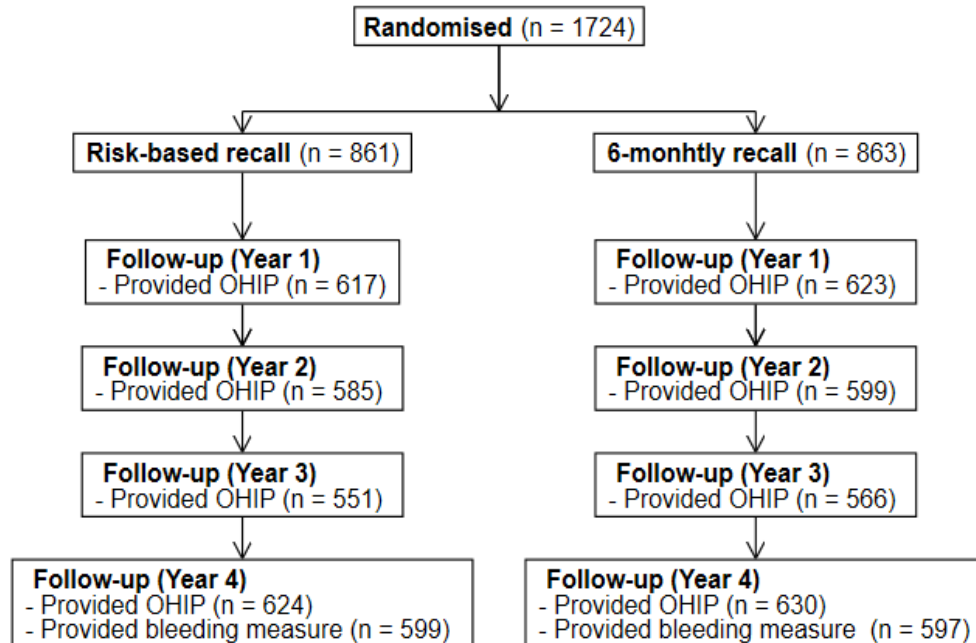 Randomised (n = 1724)
Risk-based recall (n = 861)
6-monhtly recall (n = 863)
Follow-up (Year 1)
- Provided OHIP (n = 617)
Follow-up (Year 1)
- Provided OHIP (n = 623)
Follow-up (Year 2)
- Provided OHIP (n = 585)
Follow-up (Year 2)
- Provided OHIP (n = 599)
Follow-up (Year 3)
- Provided OHIP (n = 551)
Follow-up (Year 3)
- Provided OHIP (n = 566)
Follow-up (Year 4)
- Provided OHIP (n = 624)
- Provided bleeding measure (n = 599)
Follow-up (Year 4)
- Provided OHIP (n = 630)
- Provided bleeding measure (n = 597)